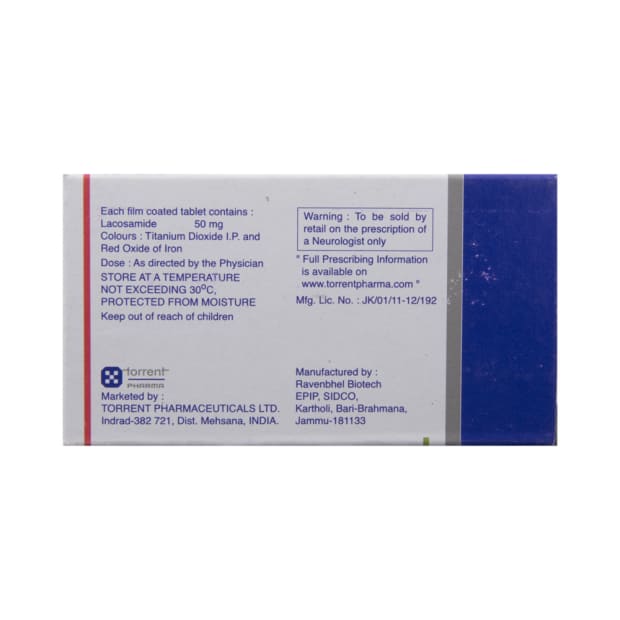 Each film coated tablet contains :
Lacosamide 50 mg
Colours : Titanium Dioxide I.P. and
Red Oxide of Iron
Dose : As directed by the Physician
STORE AT A TEMPERATURE
NOT EXCEEDING 30°C,
PROTECTED FROM MOISTURE
Keep out of reach of children
Warning : To be sold by
retail on the prescription of
a Neurologist only
" Full Prescribing Information
is available on
www.torrentpharma.com "
Mfg. Lic. No. : JK/01/11-12/192
torrent
PHARMA
Marketed by :
TORRENT PHARMACEUTICALS LTD.
Indrad-382 721, Dist. Mehsana, INDIA.
Manufactured by :
Ravenbhel Biotech
EPIP, SIDCO,
Kartholi, Bari-Brahmana,
Jammu-181133